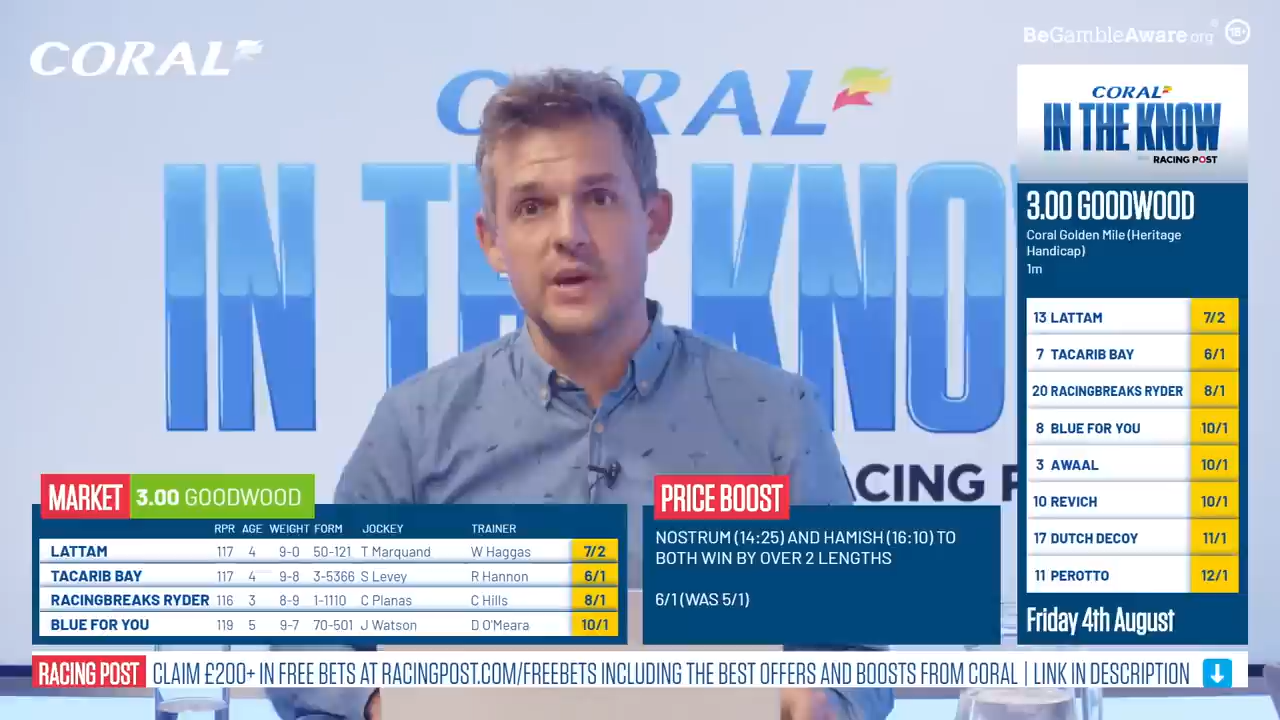 CORAL
BeGambleAware.org® 18+
CORAL
IN THE KNO
ACING P
CORAL
IN THE KNOW
RACING POST
3.00 GOODWOOD
Coral Golden Mile (Heritage
Handicap)
1m
13 LATTAM 7/2
7 TACARIB BAY 6/1
20 RACINGBREAKS RYDER 8/1
8 BLUE FOR YOU 10/1
3 AWAAL 10/1
10 REVICH 10/1
17 DUTCH DECOY 11/1
11 PEROTTO 12/1
Friday 4th August
MARKET 3.00 GOODWOOD
RPR AGE WEIGHT FORM JOCKEY TRAINER
LATTAM 117 4 9-0 50-121 T Marquand W Haggas 7/2
TACARIB BAY 117 4 9-8 3-5366 S Levey R Hannon 6/1
RACINGBREAKS RYDER 116 3 8-9 1-1110 C Planas C Hills 8/1
BLUE FOR YOU 119 5 9-7 70-501 J Watson D O'Meara 10/1
PRICE BOOST
NOSTRUM (14:25) AND HAMISH (16:10) TO
BOTH WIN BY OVER 2 LENGTHS
6/1 (WAS 5/1)
RACING POST CLAIM £200+ IN FREE BETS AT RACINGPOST.COM/FREEBETS INCLUDING THE BEST OFFERS AND BOOSTS FROM CORAL | LINK IN DESCRIPTION